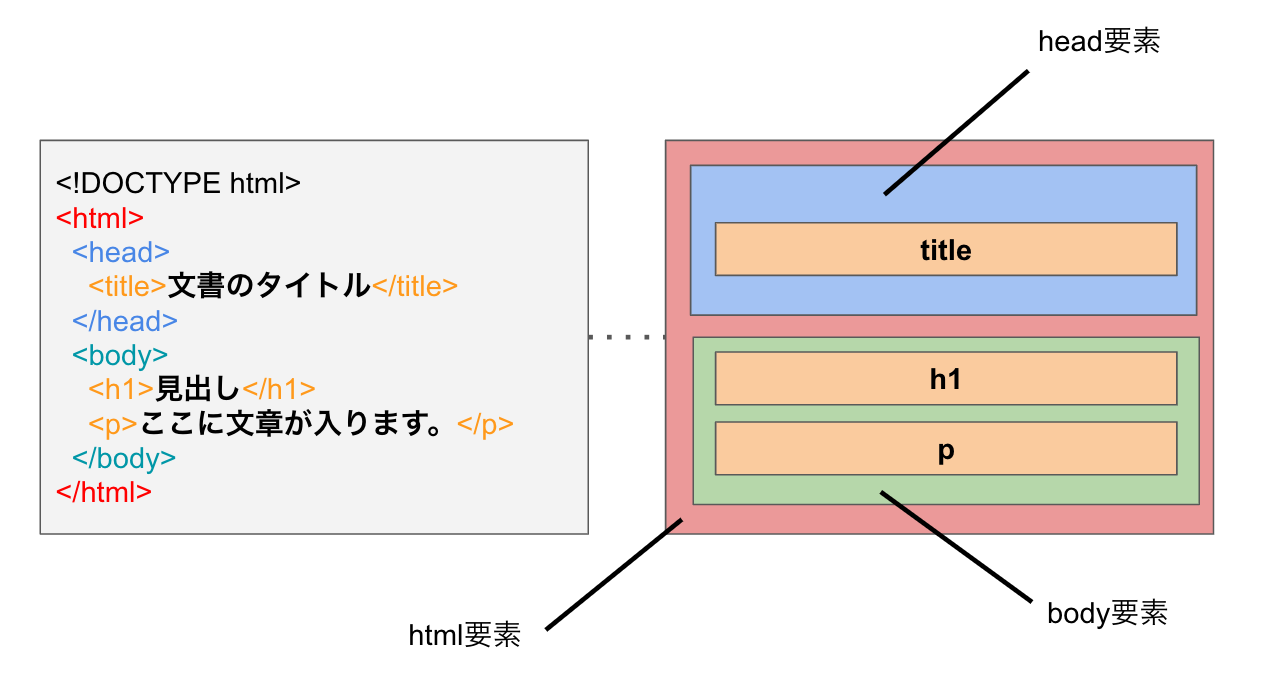 head要素
<!DOCTYPE html>
<html>
<head>
<title>文書のタイトル</title>
</head>
<body>
<h1>見出し</h1>
<p>ここに文章が入ります。</p>
</body>
</html>
title
h1
p
html要素
body要素